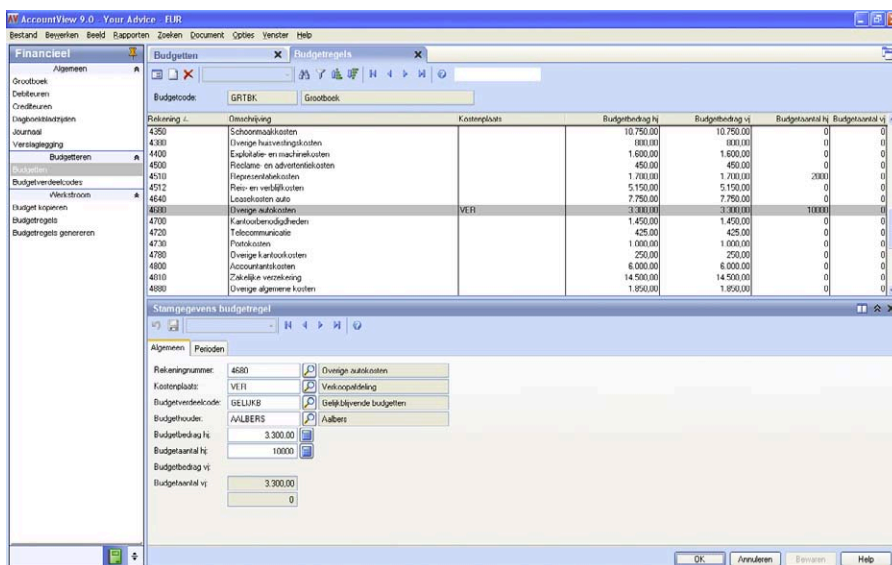 AccountView 9.0 - Your Advice - EUR
Bestand Bewerken Beeld Rapporten Zoeken Document Opties Venster Help
Financieel
Algemeen
Grootboek
Debiteuren
Crediteuren
Dagboekbladzijden
Journaal
Verslaglegging
Budgetteren
Budgetten
Budgetverdeelcodes
Werkstroom
Budget kopieren
Budgetregels
Budgetregels genereren
Budgetten Budgetregels
Budgetcode: GRTBK Grootboek
Rekening Omschrijving Kostenplaats Budgetbedrag hj Budgetbedrag vj Budgetaantal hj Budgetaantal vj
4350 Schoonmaakkosten 10.750,00 10.750,00 0 0
4380 Overige huisvestingskosten 800,00 800,00 0 0
4400 Exploitatie- en machinekosten 1.600,00 1.600,00 0 0
4500 Reclame- en advertentiekosten 450,00 450,00 0 0
4510 Representatiekosten 1.700,00 1.700,00 2000 0
4512 Reis- en verblijfkosten 5.150,00 5.150,00 0 0
4640 Leasekosten auto 7.750,00 7.750,00 0 0
4680 Overige autokosten VER 3.300,00 3.300,00 10000 0
4700 Kantoorbenodigdheden 1.450,00 1.450,00 0 0
4720 Telecommunicatie 425,00 425,00 0 0
4730 Portokosten 1.000,00 1.000,00 0 0
4780 Overige kantoorkosten 250,00 250,00 0 0
4800 Accountantskosten 6.000,00 6.000,00 0 0
4810 Zakelijke verzekering 14.500,00 14.500,00 0 0
4880 Overige algemene kosten 1.850,00 1.850,00 0 0
Stamgegevens budgetregel
Algemeen Perioden
Rekeningnummer: 4680 Overige autokosten
Kostenplaats: VER Verkoopafdeling
Budgetverdeelcode: GELIJKB Gelijkblijvende budgetten
Budgethouder: AALBERS Aalbers
Budgetbedrag hj: 3.300,00
Budgetaantal hj: 10000
Budgetbedrag vj:
Budgetaantal vj: 3.300,00
0
OK Annuleren Bewaren Help